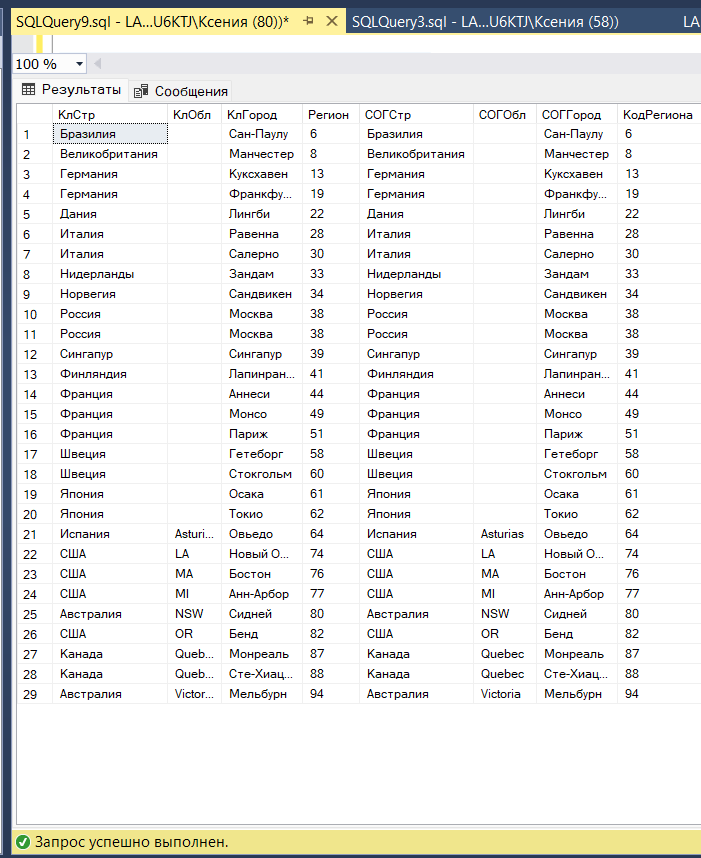 SQLQuery9.sql - LA...U6KTJ\Ксения (80))* SQLQuery3.sql - LA...U6KTJ\Ксения (58)) LA
100 %
Результаты Сообщения
КлСтр КлОбл КлГород Регион СОГСтр СОГОбл СОГГород КодРегиона
1 Бразилия Сан-Паулу 6 Бразилия Сан-Паулу 6
2 Великобритания Манчестер 8 Великобритания Манчестер 8
3 Германия Куксхавен 13 Германия Куксхавен 13
4 Германия Франкфу... 19 Германия Франкфу... 19
5 Дания Лингби 22 Дания Лингби 22
6 Италия Равенна 28 Италия Равенна 28
7 Италия Салерно 30 Италия Салерно 30
8 Нидерланды Зандам 33 Нидерланды Зандам 33
9 Норвегия Сандвикен 34 Норвегия Сандвикен 34
10 Россия Москва 38 Россия Москва 38
11 Россия Москва 38 Россия Москва 38
12 Сингапур Сингапур 39 Сингапур Сингапур 39
13 Финляндия Лапинран... 41 Финляндия Лапинран... 41
14 Франция Аннеси 44 Франция Аннеси 44
15 Франция Монсо 49 Франция Монсо 49
16 Франция Париж 51 Франция Париж 51
17 Швеция Гетеборг 58 Швеция Гетеборг 58
18 Швеция Стокгольм 60 Швеция Стокгольм 60
19 Япония Осака 61 Япония Осака 61
20 Япония Токио 62 Япония Токио 62
21 Испания Asturi... Овьедо 64 Испания Asturias Овьедо 64
22 США LA Новый О... 74 США LA Новый О... 74
23 США MA Бостон 76 США MA Бостон 76
24 США MI Анн-Арбор 77 США MI Анн-Арбор 77
25 Австралия NSW Сидней 80 Австралия NSW Сидней 80
26 США OR Бенд 82 США OR Бенд 82
27 Канада Queb... Монреаль 87 Канада Quebec Монреаль 87
28 Канада Queb... Сте-Хиац... 88 Канада Quebec Сте-Хиац... 88
29 Австралия Victor... Мельбурн 94 Австралия Victoria Мельбурн 94
Запрос успешно выполнен.